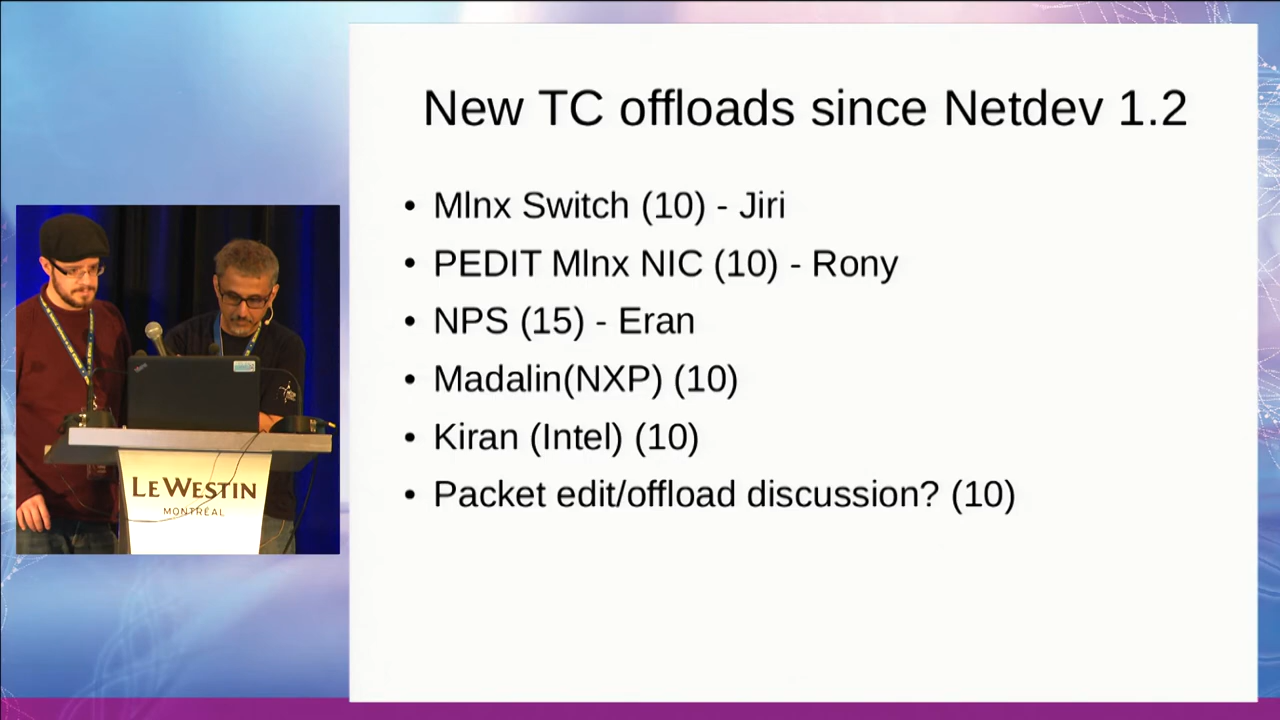 New TC offloads since Netdev 1.2
• Mlnx Switch (10) - Jiri
• PEDIT Mlnx NIC (10) - Rony
• NPS (15) - Eran
• Madalin(NXP) (10)
• Kiran (Intel) (10)
• Packet edit/offload discussion? (10)
LE WESTIN
MONTRÉAL